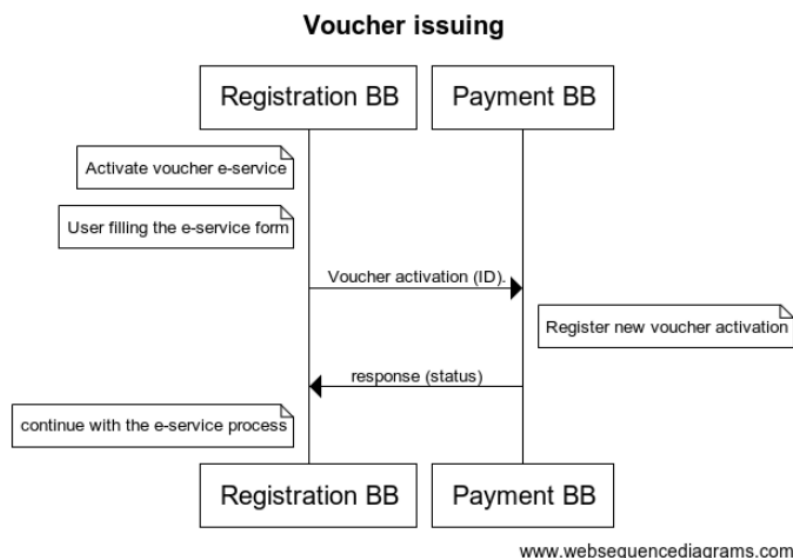 Voucher issuing
Registration BB
Payment BB
Activate voucher e-service
User filling the e-service form
Voucher activation (ID).
Register new voucher activation
response (status)
continue with the e-service process
Registration BB
Payment BB
www.websequencediagrams.com